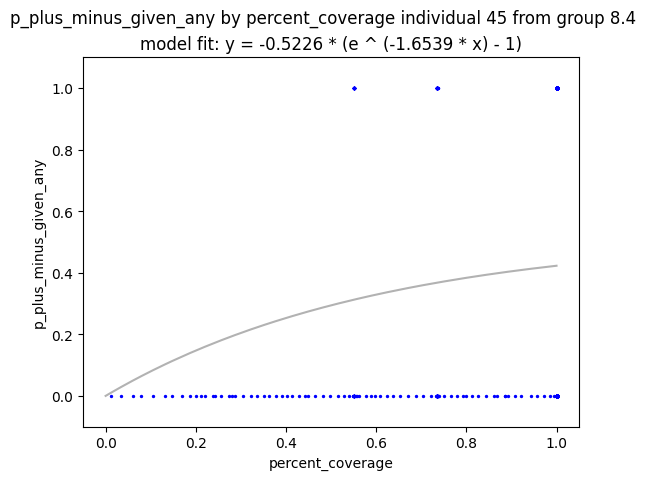 p_plus_minus_given_any by percent_coverage individual 45 from group 8.4
model fit: y = -0.5226 * (e ^ (-1.6539 * x) - 1)
1.0
0.8
0.6
0.4
0.2
0.0
p_plus_minus_given_any
0.0 0.2 0.4 0.6 0.8 1.0
percent_coverage